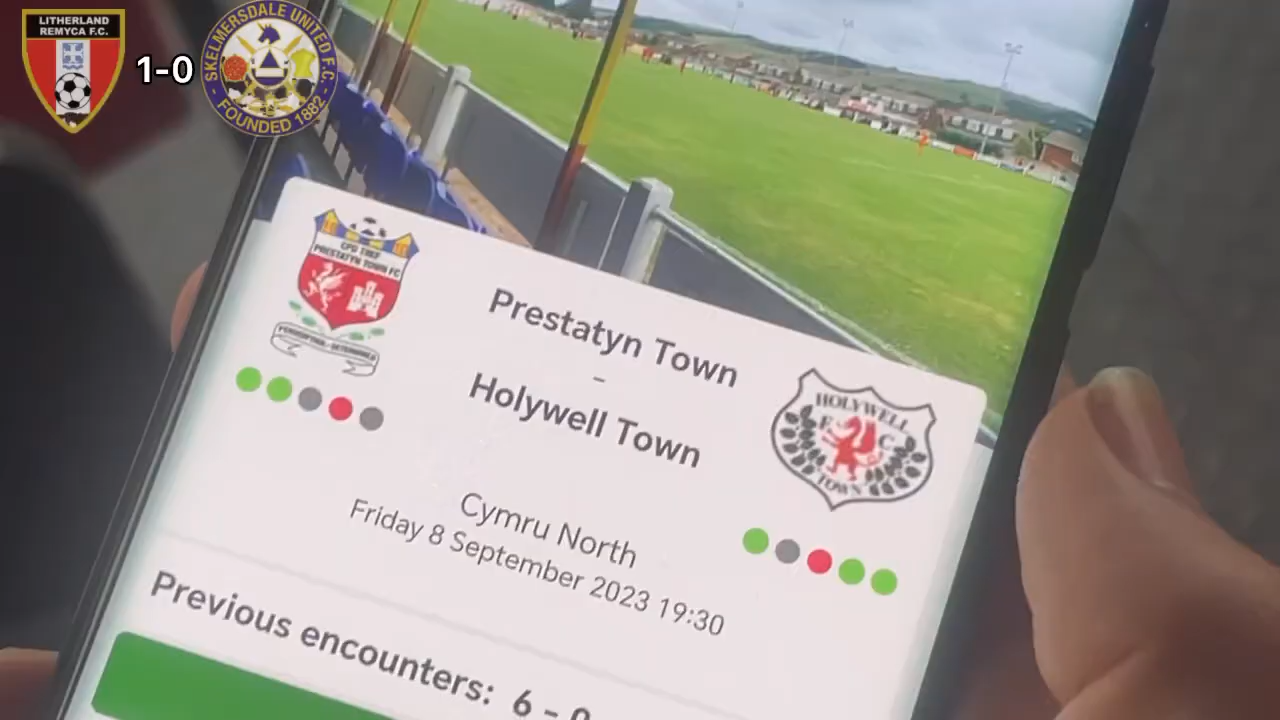 LITHERLAND
REMYCA F.C.
1-0
SKELMERSDALE UNITED F.C.
FOUNDED 1882
CPD TREF
PRESTATYN TOWN FC
Prestatyn Town
-
Holywell Town
HOLYWELL
F C
TOWN
Cymru North
Friday 8 September 2023 19:30
Previous encounters: 6 - 0